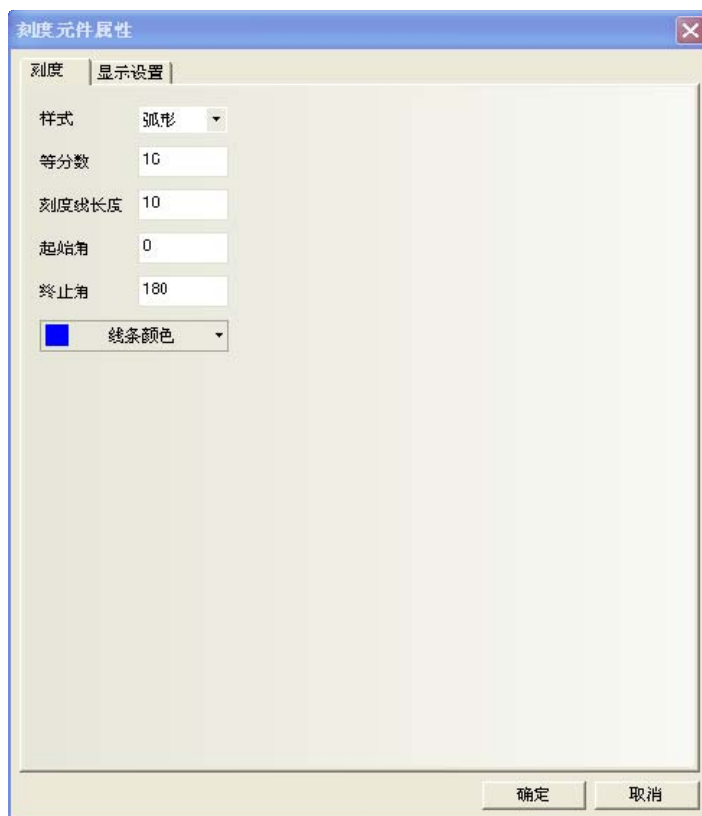 刻度元件属性
刻度 显示设置
样式 弧形
等分数 10
刻度线长度 10
起始角 0
终止角 180
线条颜色
确定 取消